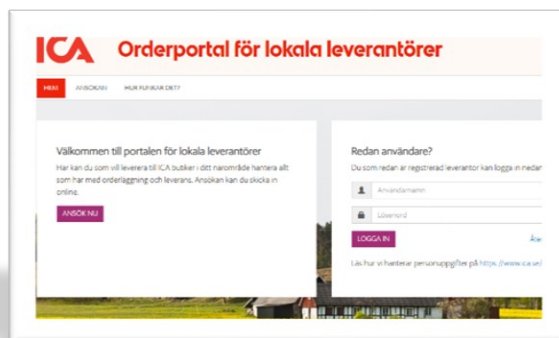 ICA Orderportal för lokala leverantörer
HEM ANSÖKAN HUR FUNKAR DET?
Välkommen till portalen för lokala leverantörer
Här kan du som vill leverera till ICA butiker i ditt närområde hantera allt
som har med orderläggning och leverans. Ansökan kan du skicka in
online.
ANSÖK NU
Redan användare?
Du som redan är registrerad leverantör kan logga in nedan
Användarnamn
Lösenord
LOGGA IN
Läs hur vi hanterar personuppgifter på https://www.ica.se/